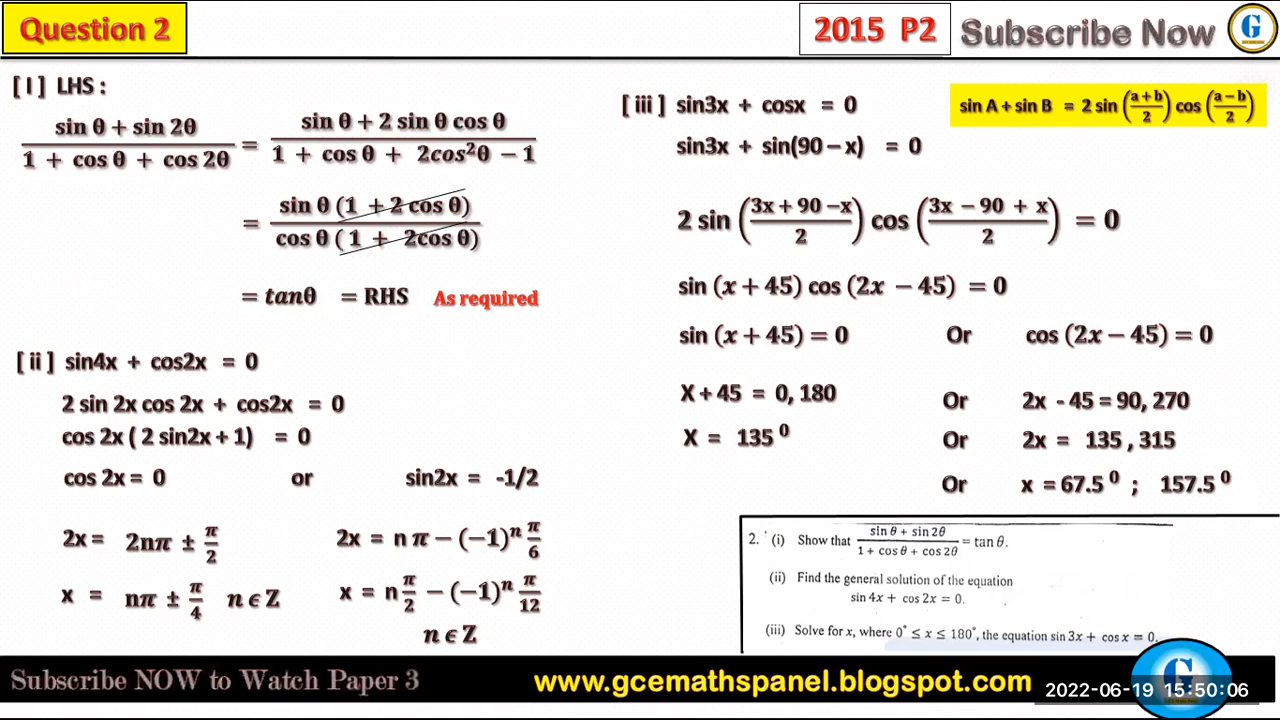 Question 2
2015 P2
Subscribe Now
G
[ I ] LHS :
sin θ + sin 2θ / 1 + cos θ + cos 2θ = sin θ + 2 sin θ cos θ / 1 + cos θ + 2cos²θ − 1
= sin θ (1 + 2 cos θ) / cos θ (1 + 2cos θ)
= tanθ = RHS As required
[ ii ] sin4x + cos2x = 0
2 sin 2x cos 2x + cos2x = 0
cos 2x ( 2 sin2x + 1) = 0
cos 2x = 0 or sin2x = -1/2
2x = 2nπ ± π/2 2x = n π − (−1)ⁿ π/6
x = nπ ± π/4 n ϵ Z x = n π/2 − (−1)ⁿ π/12
n ϵ Z
[ iii ] sin3x + cosx = 0
sin A + sin B = 2 sin (a + b / 2) cos (a − b / 2)
sin3x + sin(90 – x) = 0
2 sin (3x + 90 –x / 2) cos (3x – 90 + x / 2) = 0
sin (x + 45) cos (2x − 45) = 0
sin (x + 45) = 0 Or cos (2x − 45) = 0
X + 45 = 0, 180 Or 2x - 45 = 90, 270
X = 135 ⁰ Or 2x = 135 , 315
Or x = 67.5 ⁰ ; 157.5 ⁰
2. (i) Show that sin θ + sin 2θ / 1 + cos θ + cos 2θ = tan θ.
(ii) Find the general solution of the equation
sin 4x + cos 2x = 0.
(iii) Solve for x, where 0° ≤ x ≤ 180°, the equation sin 3x + cos x = 0.
Subscribe NOW to Watch Paper 3
www.gcemathspanel.blogspot.com
G
2022-06-19 15:50:06